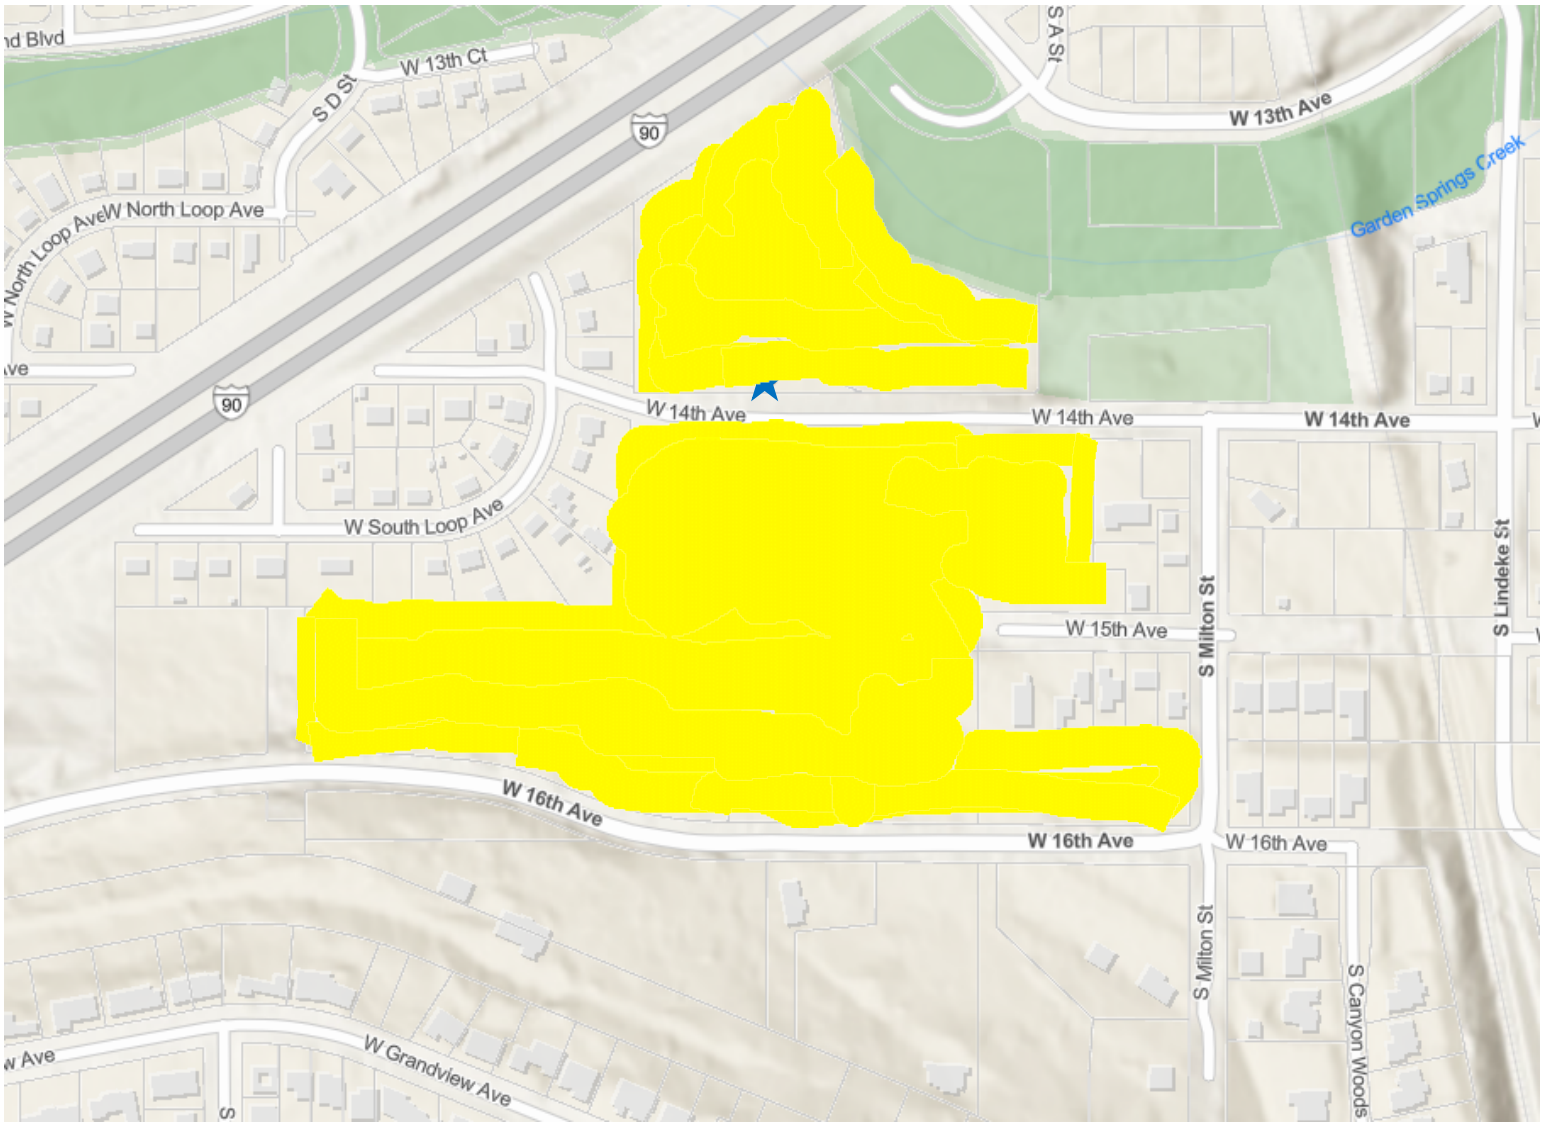 nd Blvd
W 13th Ct
S D St
S A St
W 13th Ave
90
Garden Springs Creek
W North Loop Ave
W North Loop Ave
Ave
90
W 14th Ave
W 14th Ave
W 14th Ave
W
W South Loop Ave
S Lindeke St
S Milton St
W 15th Ave
W
W 16th Ave
W 16th Ave
W 16th Ave
S Milton St
S Canyon Woods
w Ave
W Grandview Ave
S